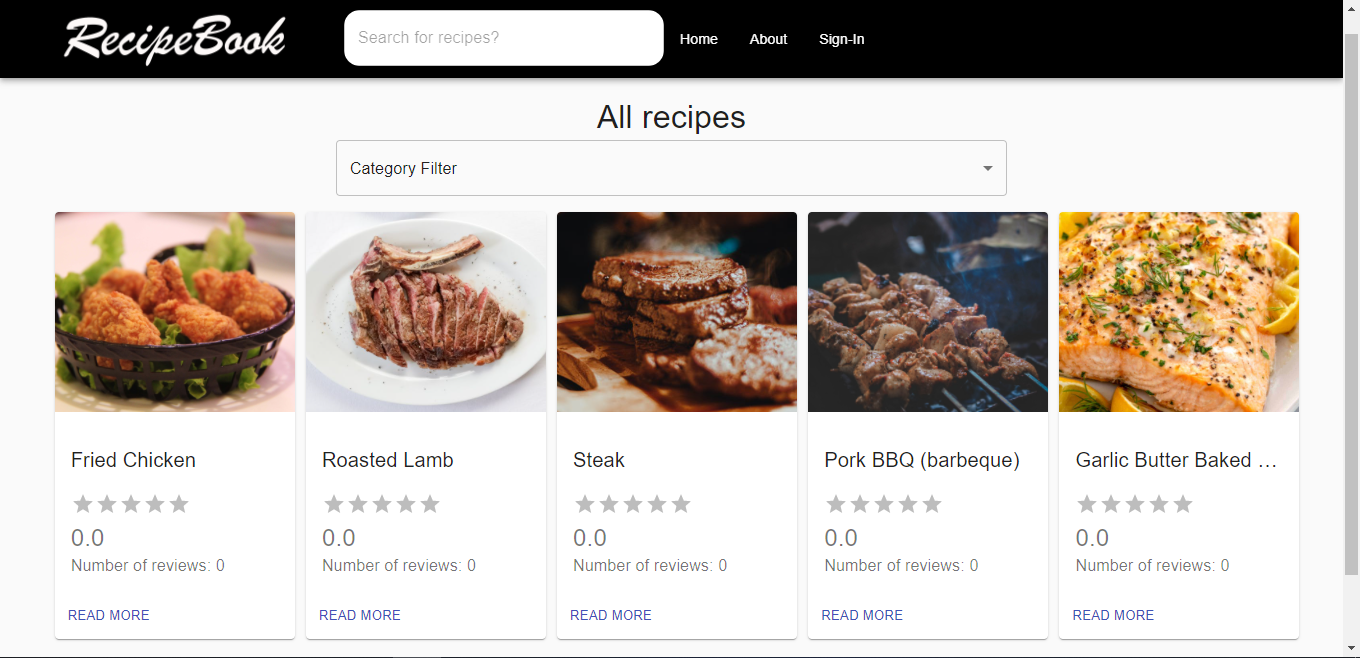 RecipeBook
Search for recipes?
Home About Sign-In
All recipes
Category Filter
Fried Chicken
0.0
Number of reviews: 0
READ MORE
Roasted Lamb
0.0
Number of reviews: 0
READ MORE
Steak
0.0
Number of reviews: 0
READ MORE
Pork BBQ (barbeque)
0.0
Number of reviews: 0
READ MORE
Garlic Butter Baked ...
0.0
Number of reviews: 0
READ MORE